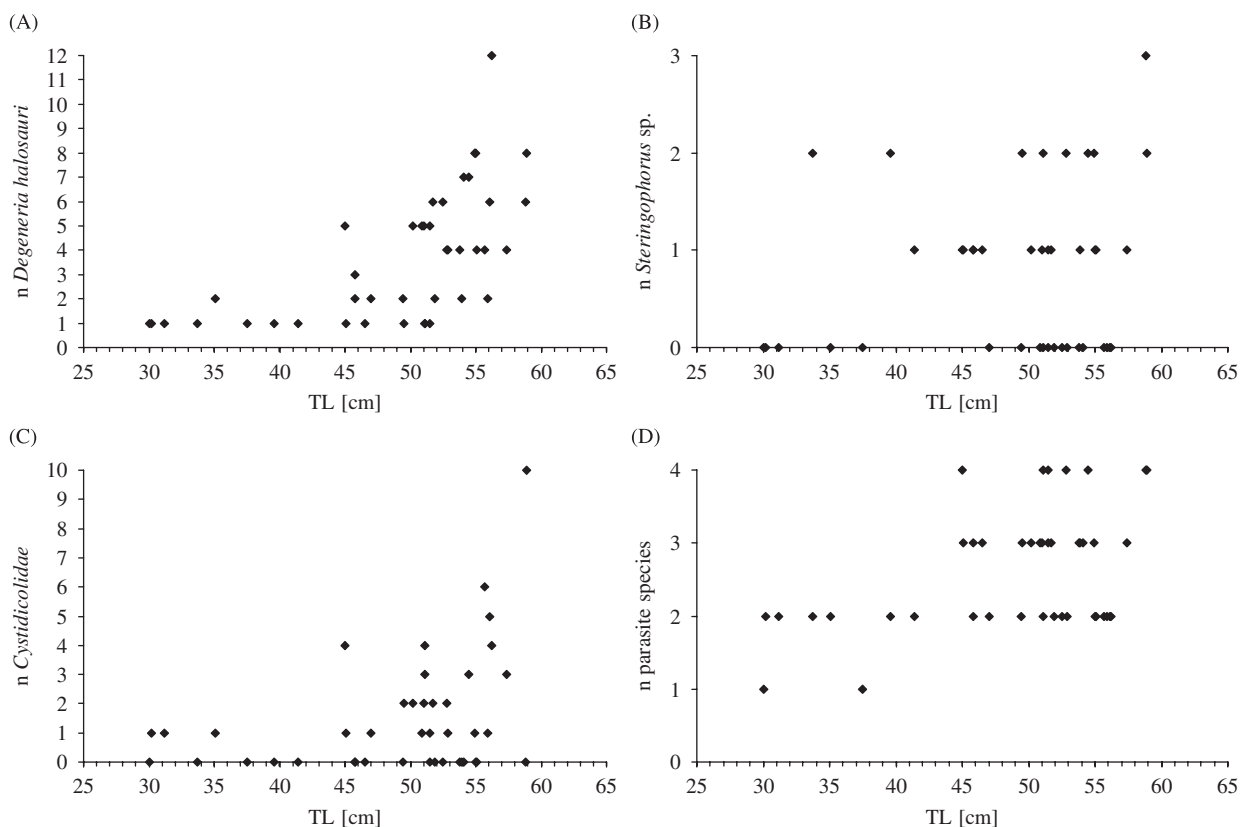 (A)
n Degeneria halosauri
12
11
10
9
8
7
6
5
4
3
2
1
0
25 30 35 40 45 50 55 60 65
TL [cm]
(B)
n Steringophorus sp.
3
2
1
0
25 30 35 40 45 50 55 60 65
TL [cm]
(C)
n Cystidicolidae
10
9
8
7
6
5
4
3
2
1
0
25 30 35 40 45 50 55 60 65
TL [cm]
(D)
n parasite species
4
3
2
1
0
25 30 35 40 45 50 55 60 65
TL [cm]